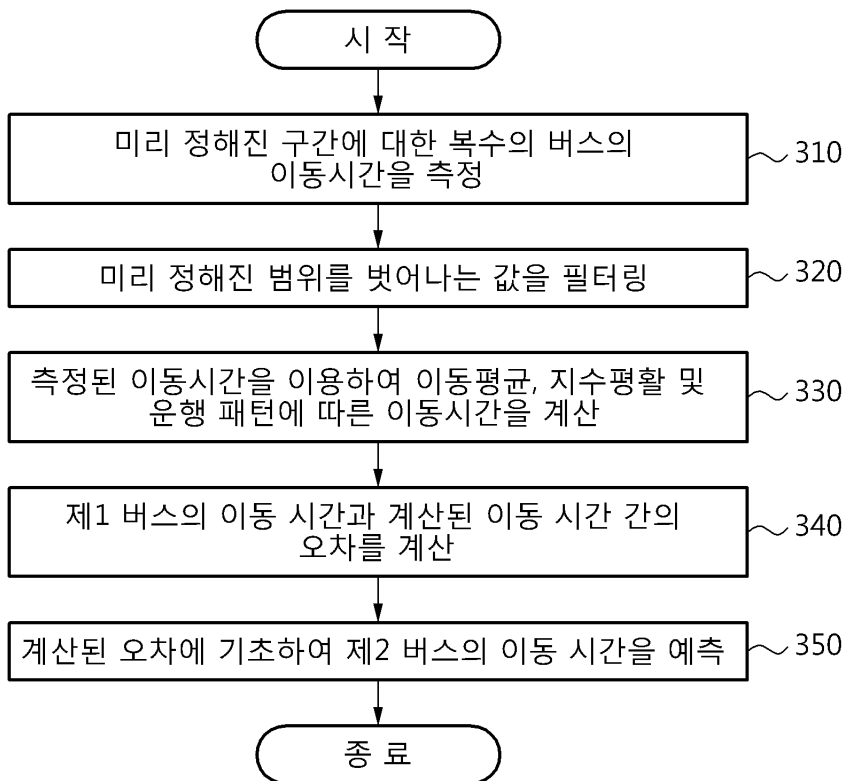 시 작
미리 정해진 구간에 대한 복수의 버스의
이동시간을 측정
310
미리 정해진 범위를 벗어나는 값을 필터링
320
측정된 이동시간을 이용하여 이동평균, 지수평활 및
운행 패턴에 따른 이동시간을 계산
330
제1 버스의 이동 시간과 계산된 이동 시간 간의
오차를 계산
340
계산된 오차에 기초하여 제2 버스의 이동 시간을 예측
350
종 료